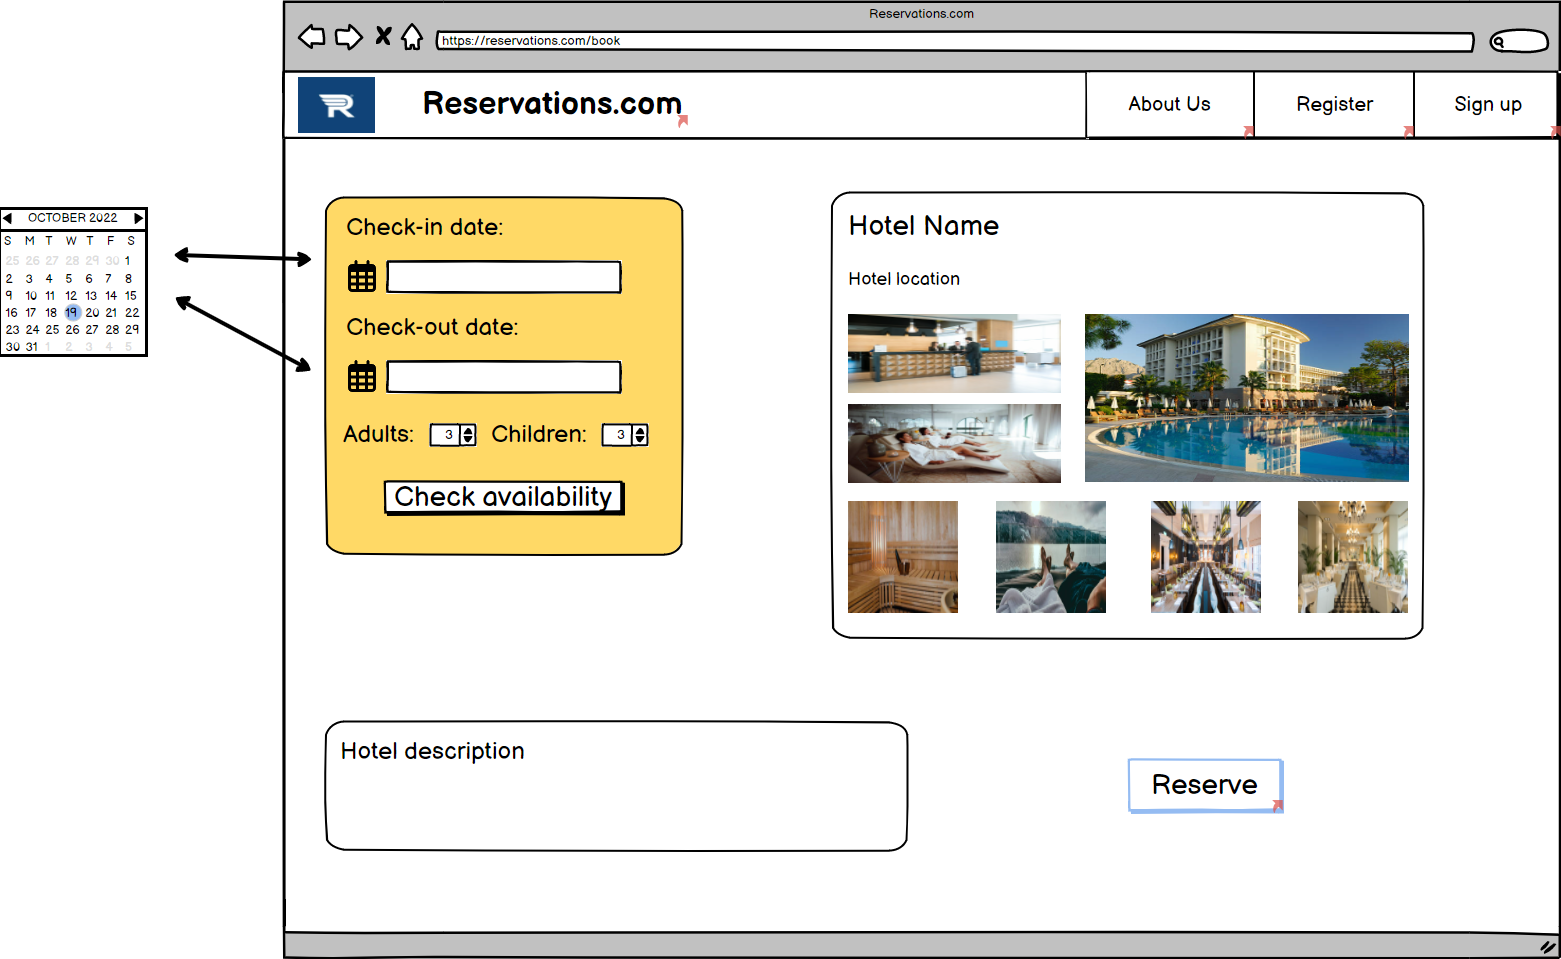 Reservations.com
https://reservations.com/book
R
Reservations.com
About Us
Register
Sign up
OCTOBER 2022
S M T W T F S
25 26 27 28 29 30 1
2 3 4 5 6 7 8
9 10 11 12 13 14 15
16 17 18 19 20 21 22
23 24 25 26 27 28 29
30 31 1 2 3 4 5
Check-in date:
Check-out date:
Adults: 3 Children: 3
Check availability
Hotel Name
Hotel location
Hotel description
Reserve